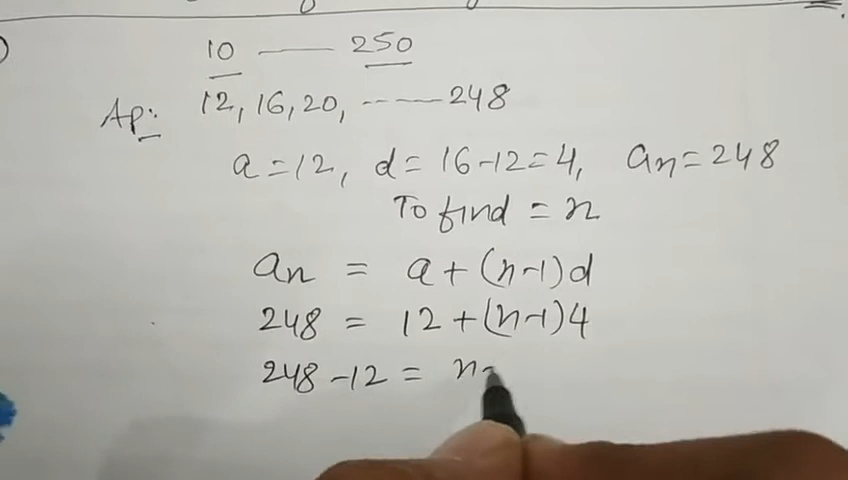 10 —— 250
AP: 12, 16, 20, ------248
a = 12, d = 16-12=4, an = 248
To find = n
an = a + (n-1)d
248 = 12 + (n-1)4
248 - 12 = n-